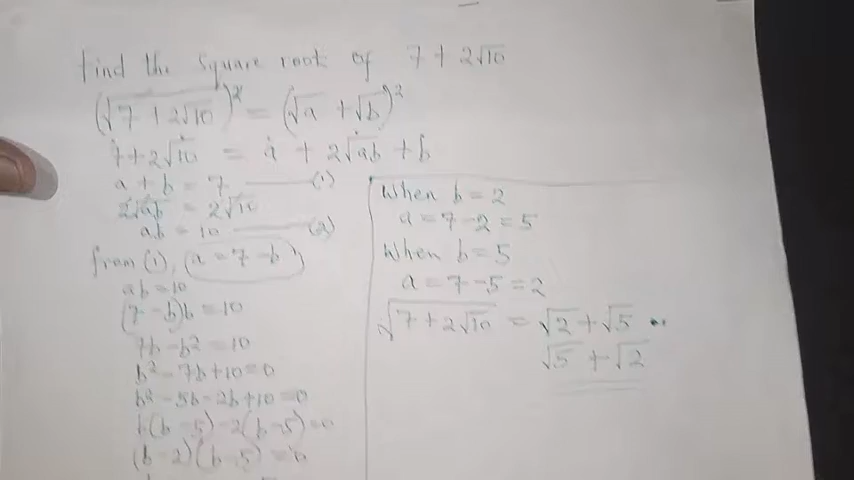 find the square root of 7 + 2√10
(√7 + 2√10)² = (√a + √b)²
7 + 2√10 = a + 2√ab + b
a + b = 7 —— (1)
2√ab = 2√10
ab = 10 —— (2)
from (1), (a = 7 - b)
ab = 10
(7 - b)b = 10
7b - b² = 10
b² - 7b + 10 = 0
b² - 5b - 2b + 10 = 0
b(b - 5) - 2(b - 5) = 0
(b - 2)(b - 5) = 0
When b = 2
a = 7 - 2 = 5
When b = 5
a = 7 - 5 = 2
√7 + 2√10 = √2 + √5 ..
√5 + √2